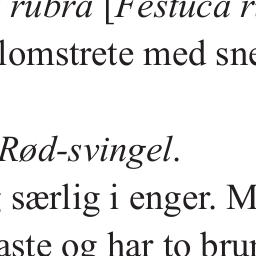 rubra [Festuca r
lomstrete med sne
Rød-svingel.
særlig i enger. M
aste og har to brun